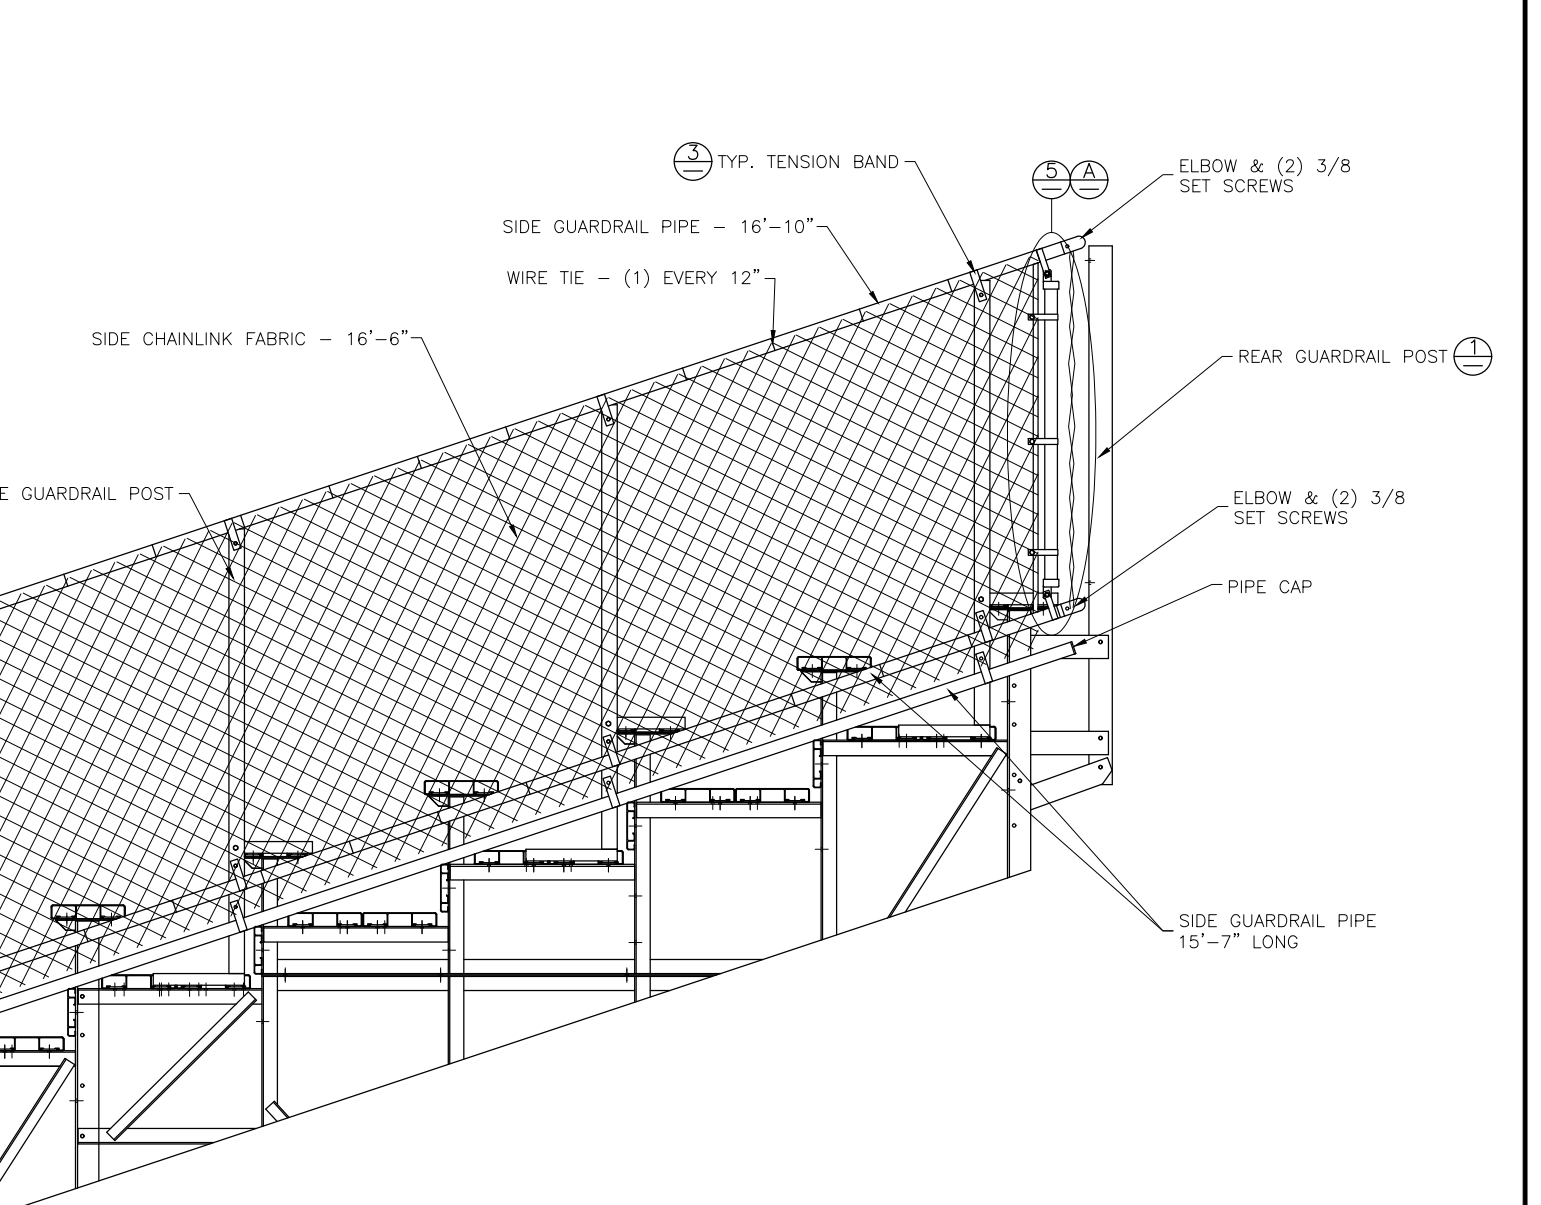 3 TYP. TENSION BAND
5 A
ELBOW & (2) 3/8
SET SCREWS
SIDE GUARDRAIL PIPE – 16'–10"
WIRE TIE – (1) EVERY 12"
SIDE CHAINLINK FABRIC – 16'–6"
REAR GUARDRAIL POST 1
E GUARDRAIL POST
ELBOW & (2) 3/8
SET SCREWS
PIPE CAP
SIDE GUARDRAIL PIPE
15'–7" LONG